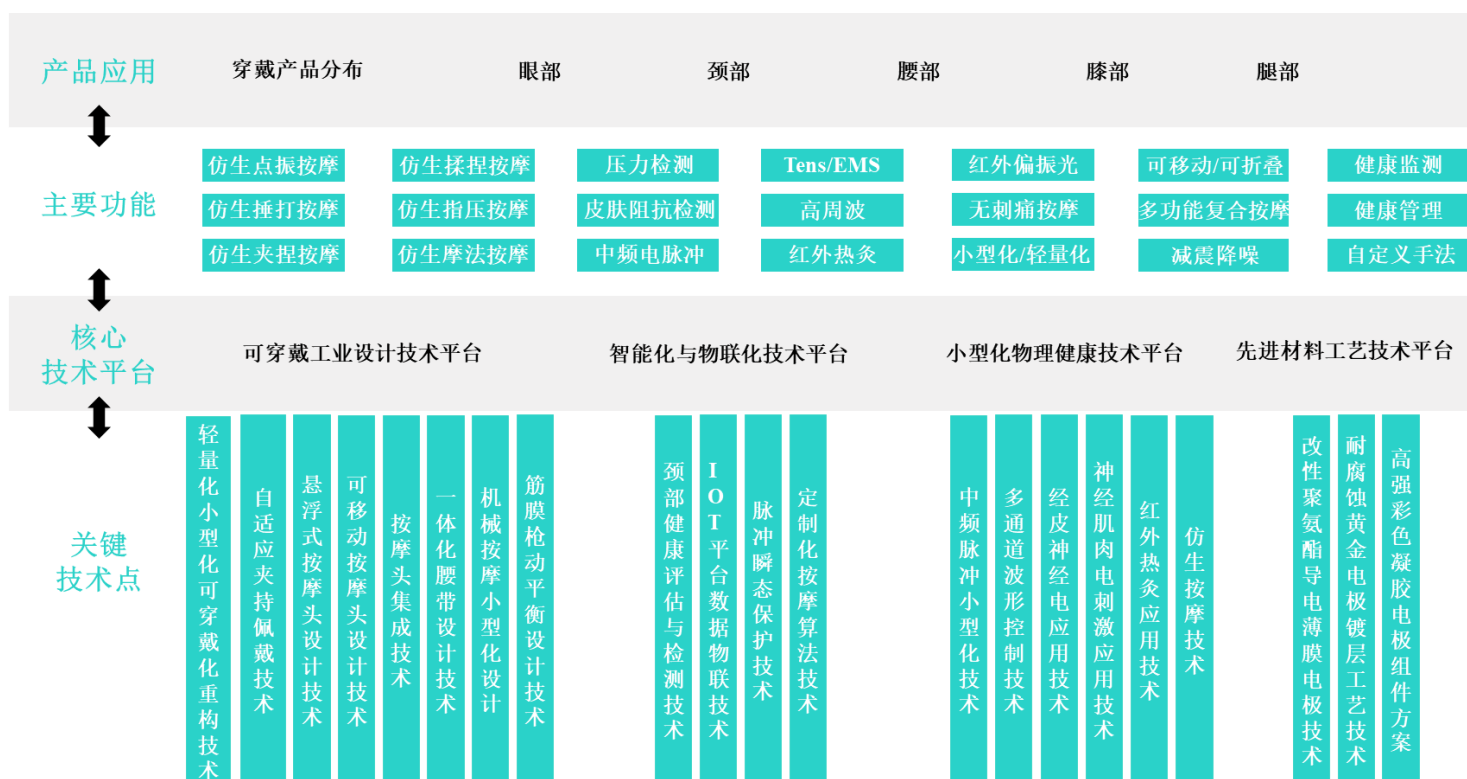 产品应用
穿戴产品分布
眼部
颈部
腰部
膝部
腿部
主要功能
仿生点振按摩
仿生揉捏按摩
压力检测
Tens/EMS
红外偏振光
可移动/可折叠
健康监测
仿生捶打按摩
仿生指压按摩
皮肤阻抗检测
高周波
无刺痛按摩
多功能复合按摩
健康管理
仿生夹捏按摩
仿生摩法按摩
中频电脉冲
红外热灸
小型化/轻量化
减震降噪
自定义手法
核心
技术平台
可穿戴工业设计技术平台
智能化与物联化技术平台
小型化物理健康技术平台
先进材料工艺技术平台
关键
技术点
轻量化小型化可穿戴化重构技术
自适应夹持佩戴技术
悬浮式按摩头设计技术
可移动按摩头设计技术
按摩头集成技术
一体化腰带设计技术
机械按摩小型化设计
筋膜枪动平衡设计技术
颈部健康评估与检测技术
IOT平台数据物联技术
脉冲瞬态保护技术
定制化按摩算法技术
中频脉冲小型化技术
多通道波形控制技术
经皮神经电应用技术
神经肌肉电刺激应用技术
红外热灸应用技术
仿生按摩技术
改性聚氨酯导电薄膜电极技术
耐腐蚀黄金电极镀层工艺技术
高强彩色凝胶电极组件方案